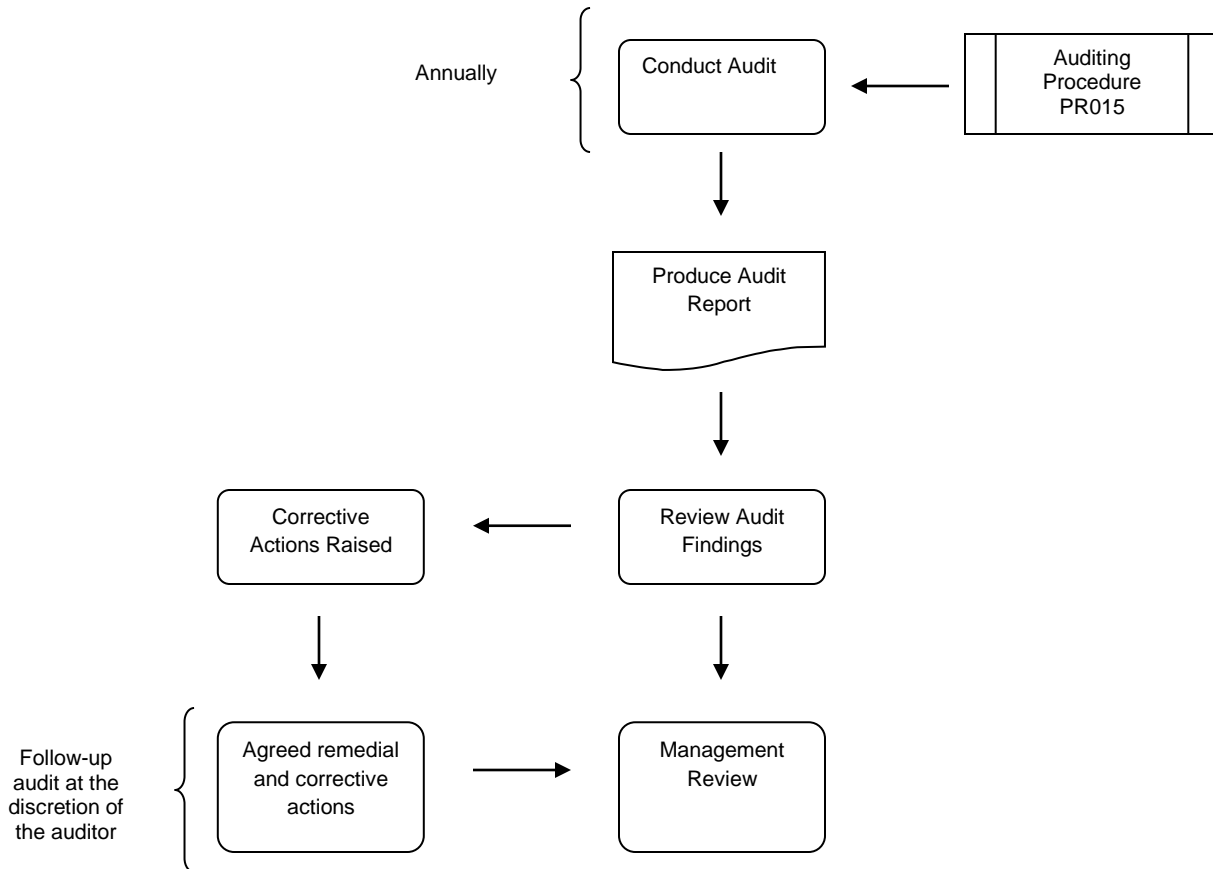 Annually
Conduct Audit
Auditing
Procedure
PR015
Produce Audit
Report
Corrective
Actions Raised
Review Audit
Findings
Follow-up
audit at the
discretion of
the auditor
Agreed remedial
and corrective
actions
Management
Review